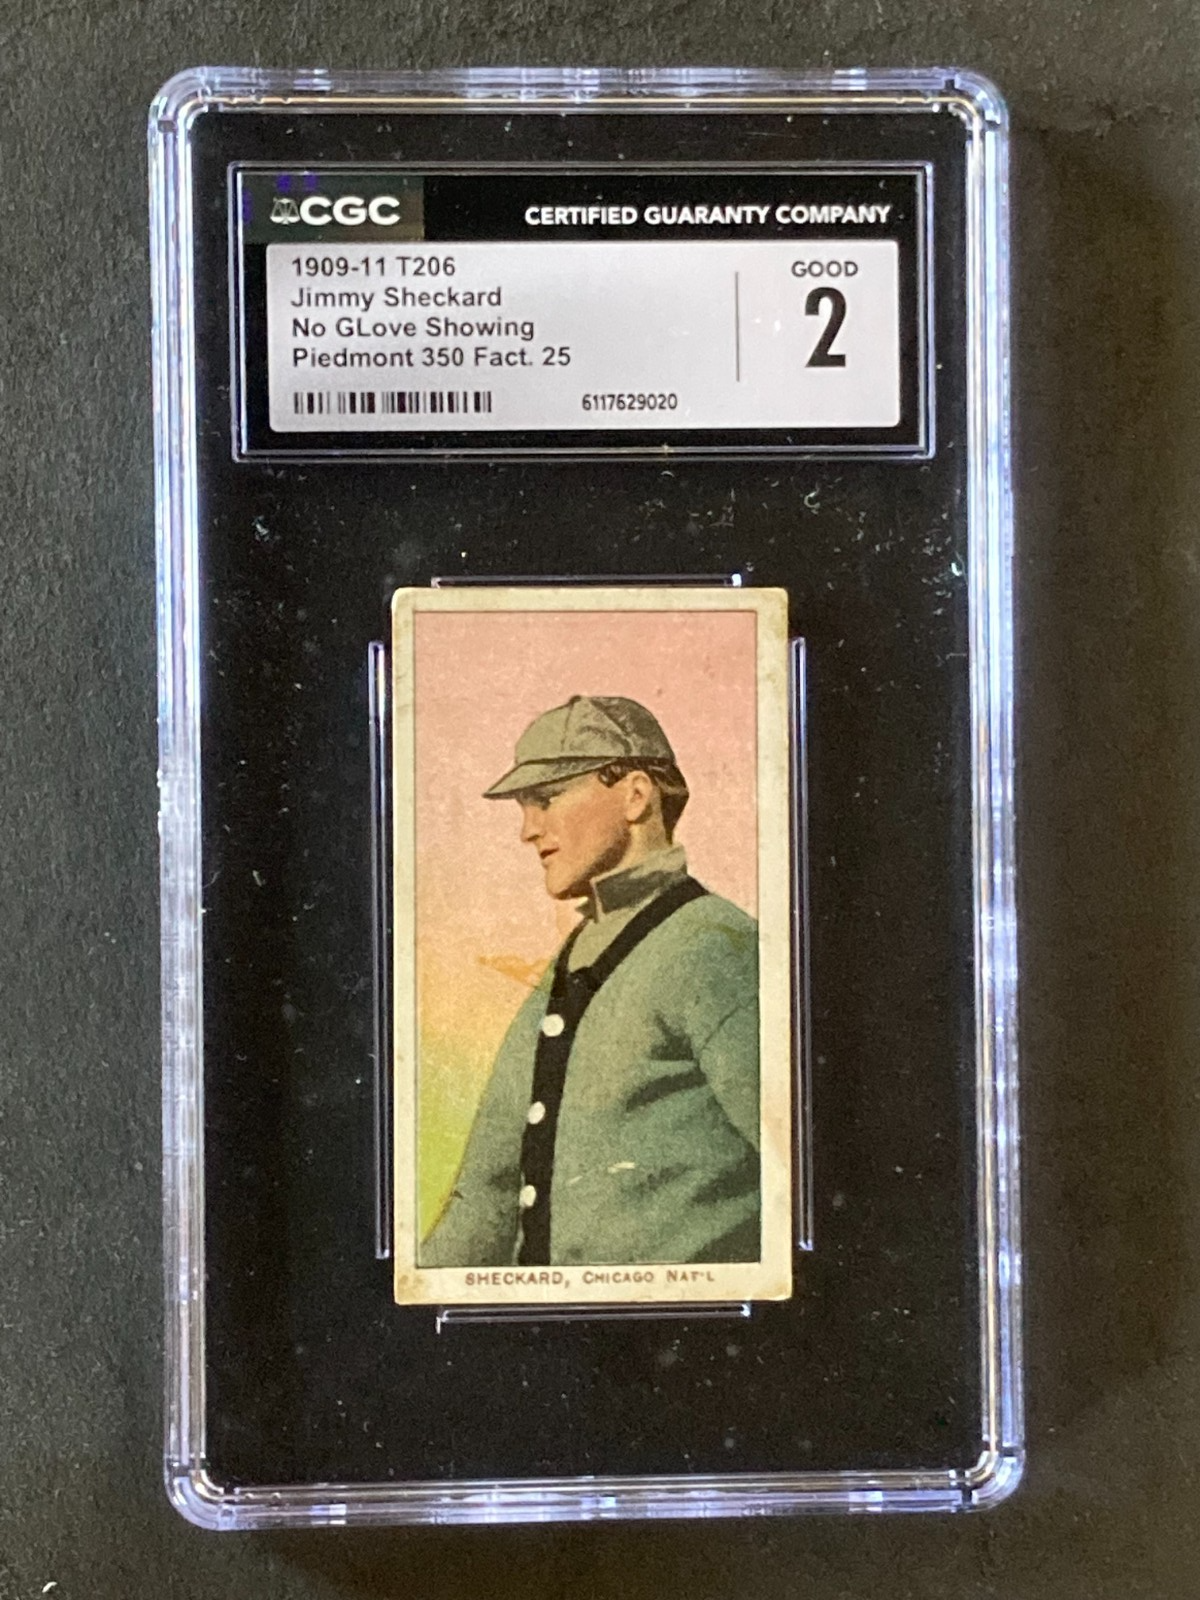 CGC
CERTIFIED GUARANTY COMPANY
1909-11 T206
Jimmy Sheckard
No GLove Showing
Piedmont 350 Fact. 25
GOOD
2
6117629020
SHECKARD, CHICAGO NAT'L